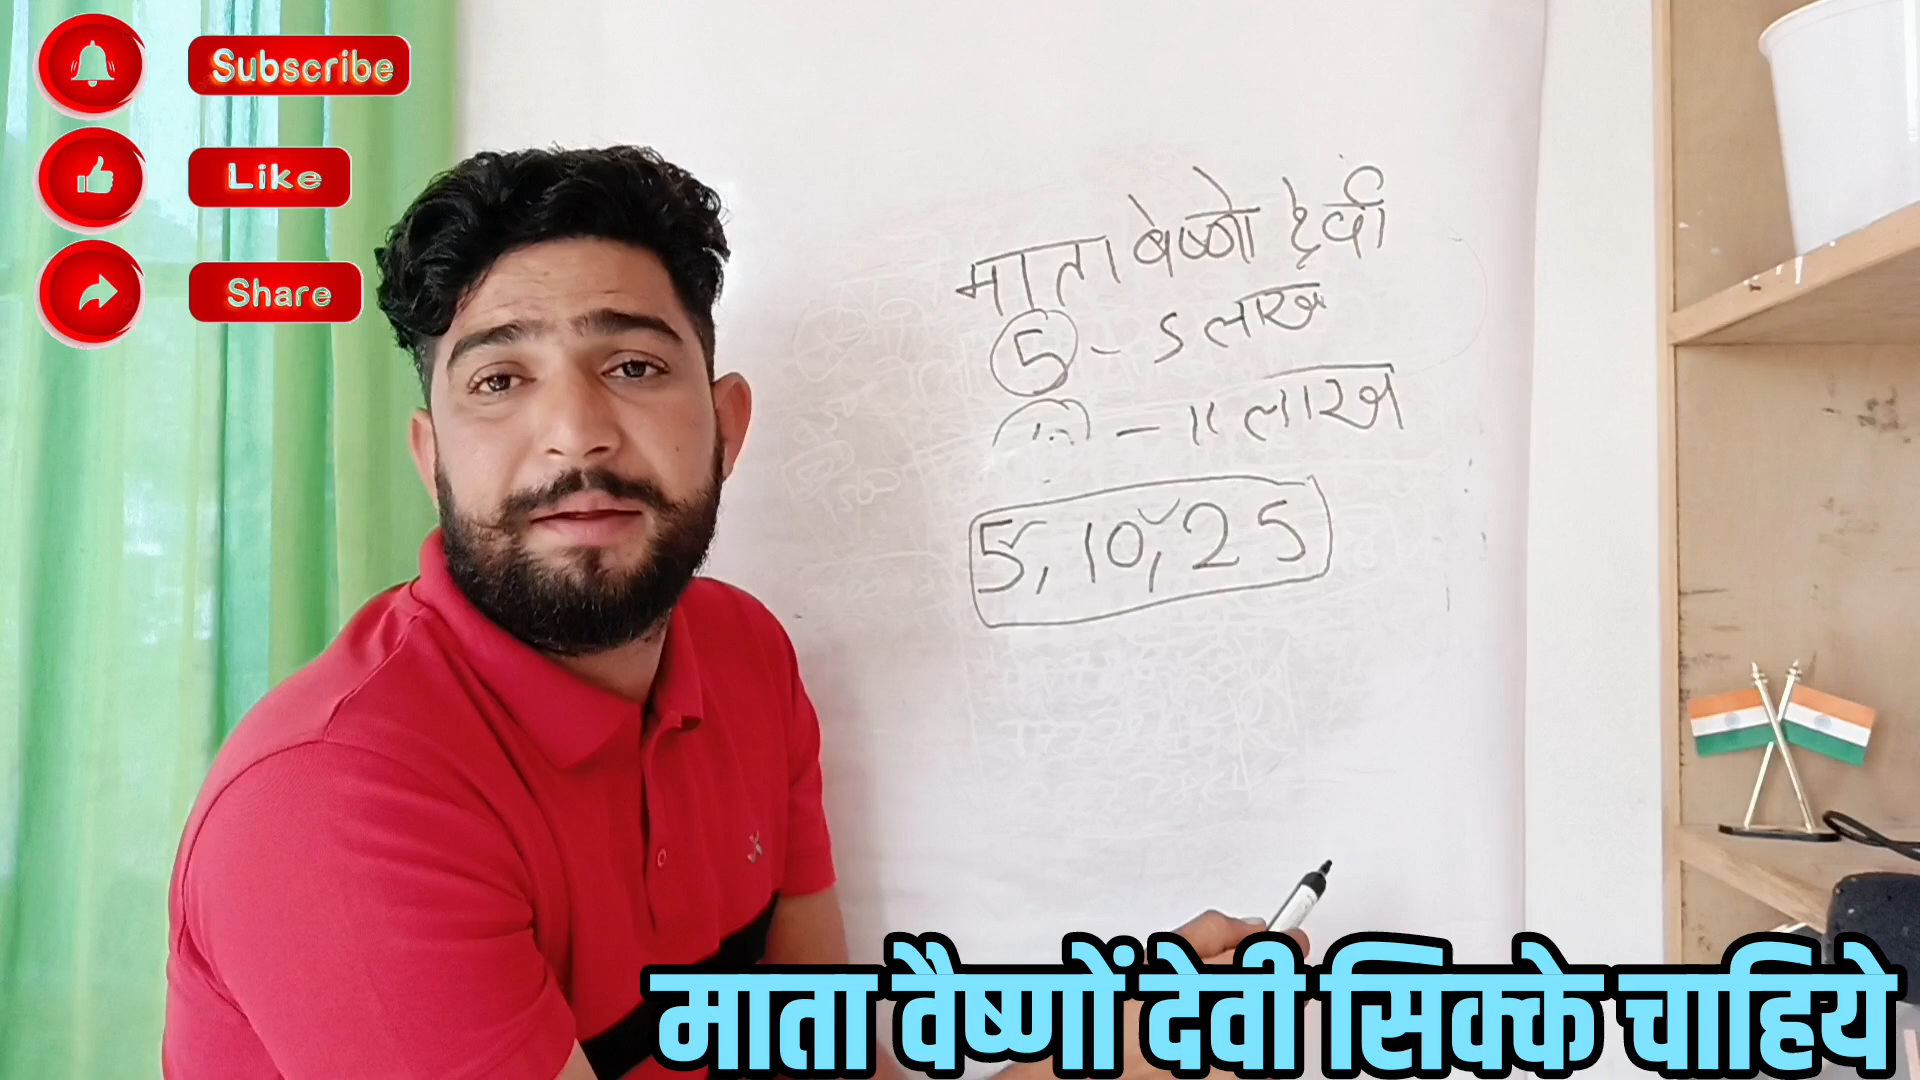 Subscribe
Like
Share
माता वेष्णो देवी
5 - 5 लाख
- 11 लाख
5, 10, 25
माता वैष्णों देवी सिक्के चाहिये